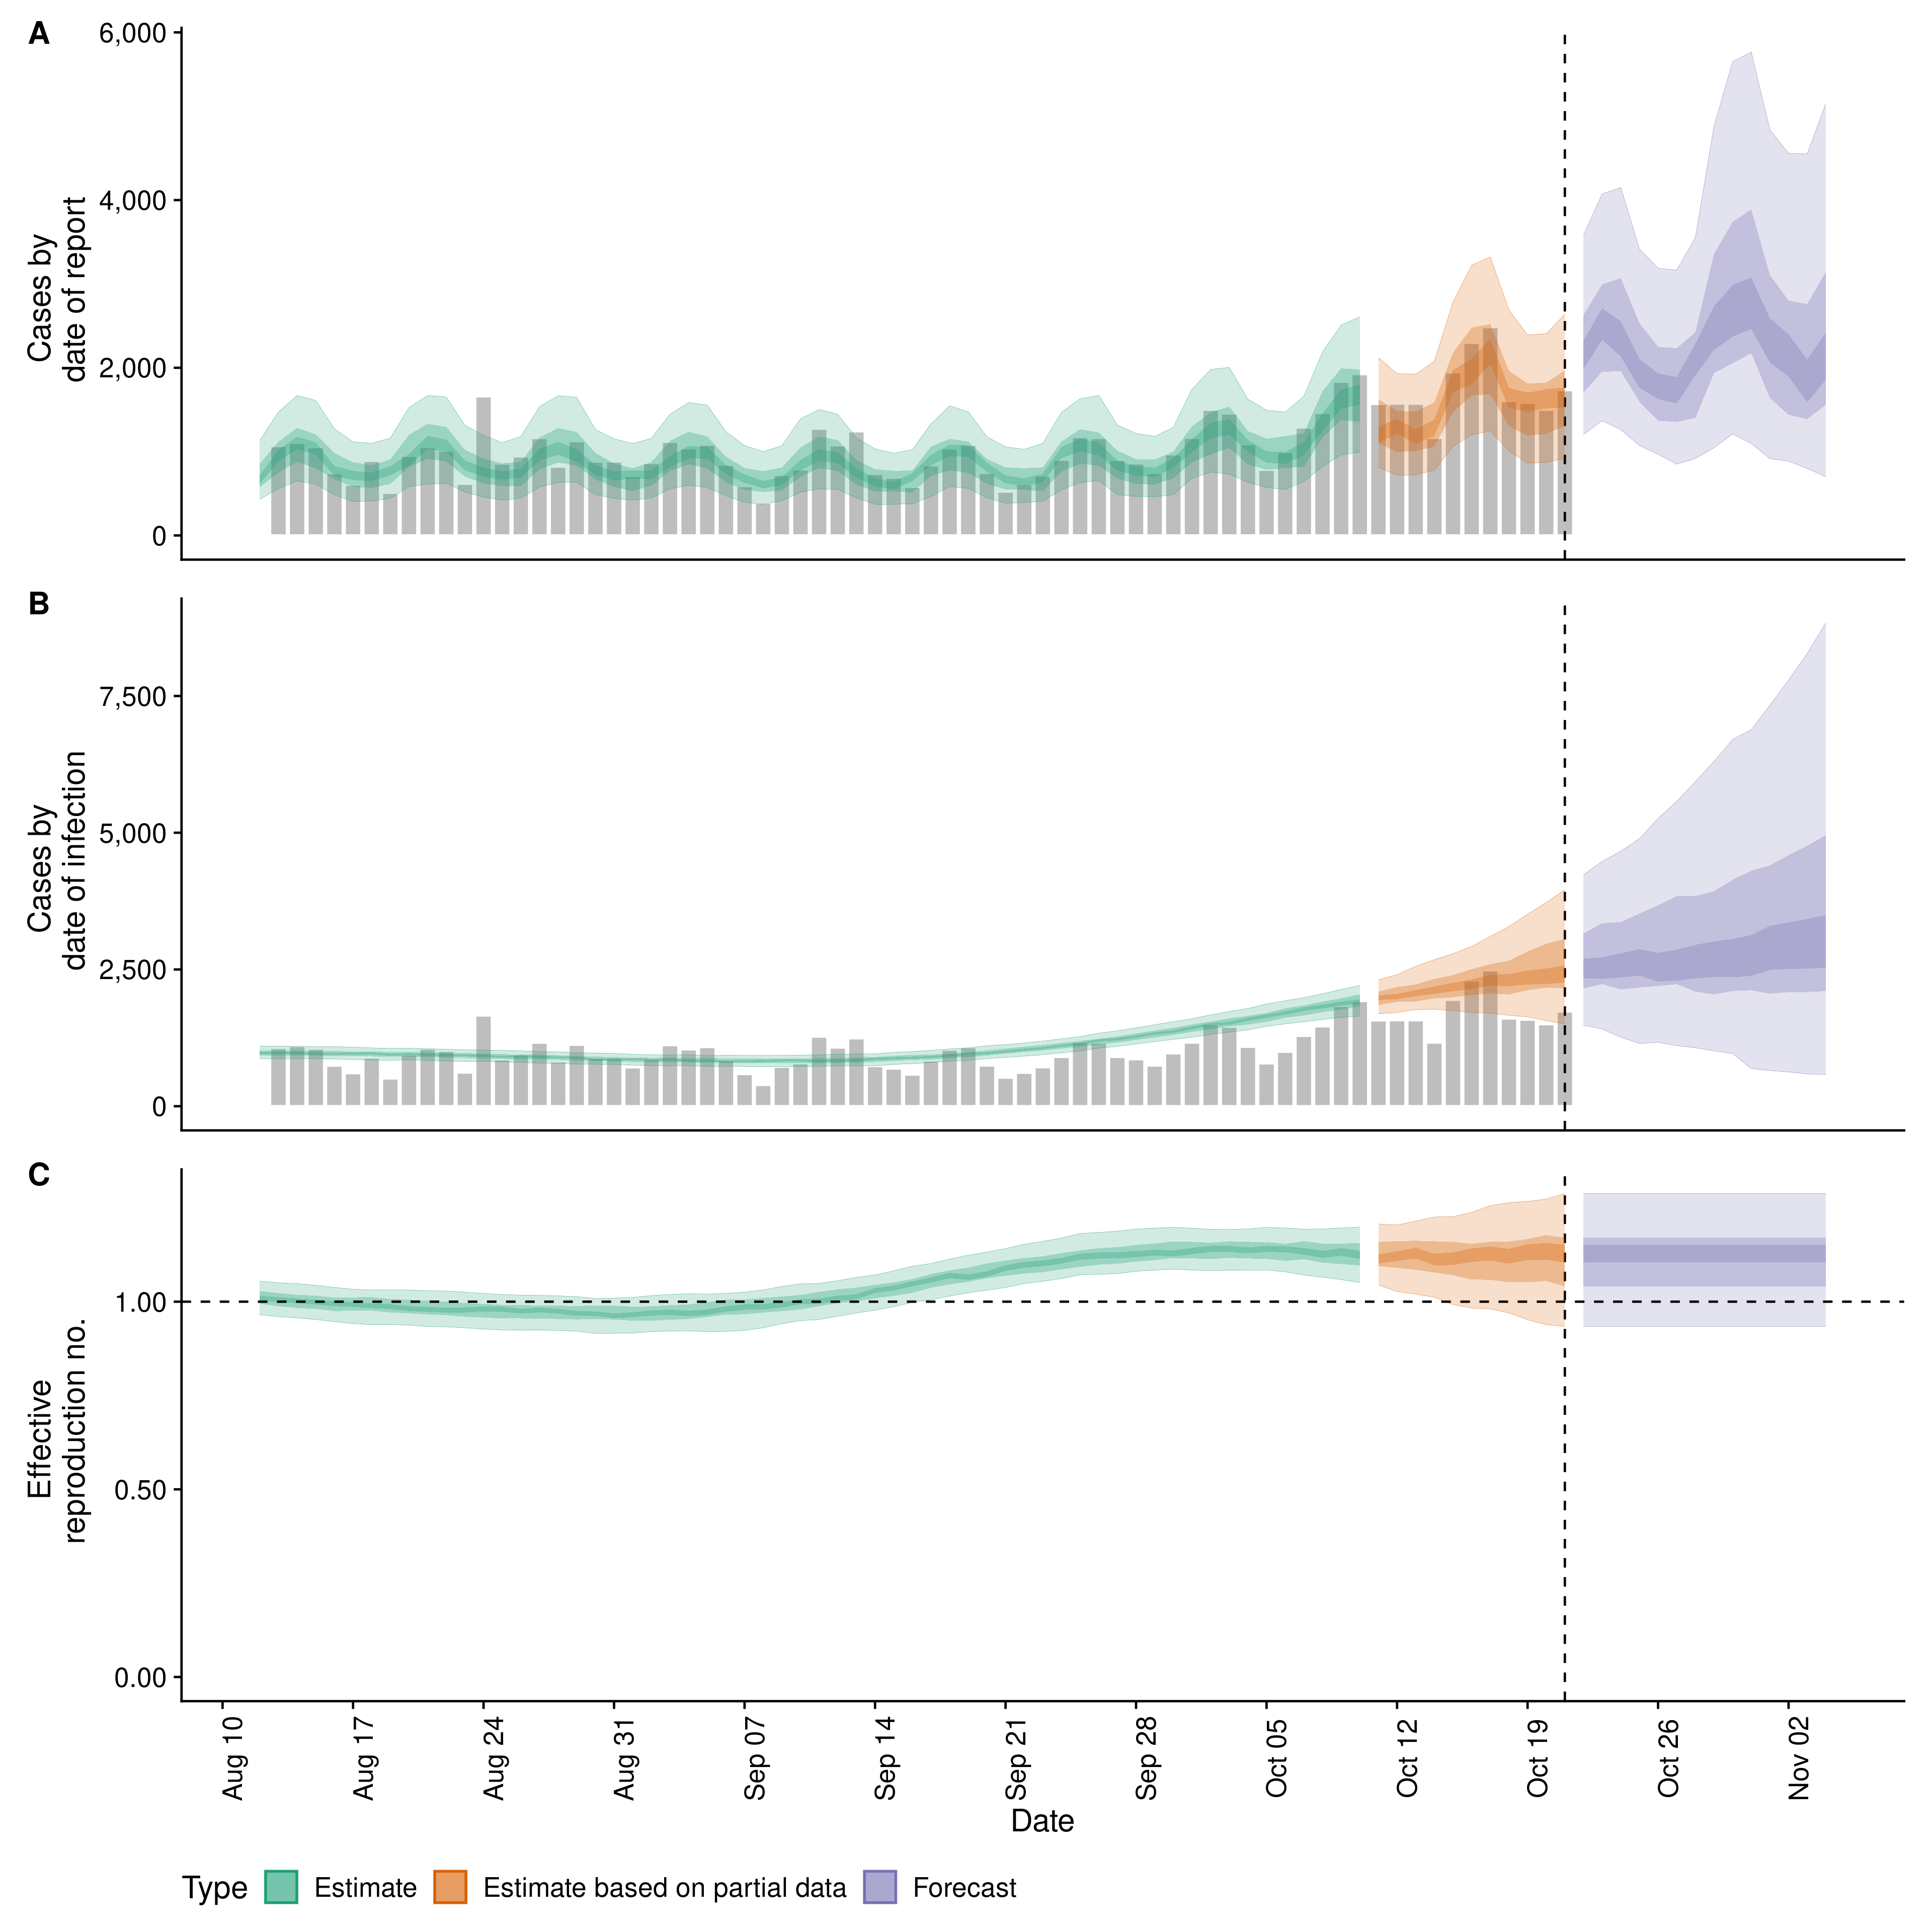 A
6,000
4,000
2,000
0
Cases by
date of report
B
7,500
5,000
2,500
0
Cases by
date of infection
C
1.00
0.50
0.00
Effective
reproduction no.
Aug 10
Aug 17
Aug 24
Aug 31
Sep 07
Sep 14
Sep 21
Sep 28
Oct 05
Oct 12
Oct 19
Oct 26
Nov 02
Date
Type Estimate Estimate based on partial data Forecast